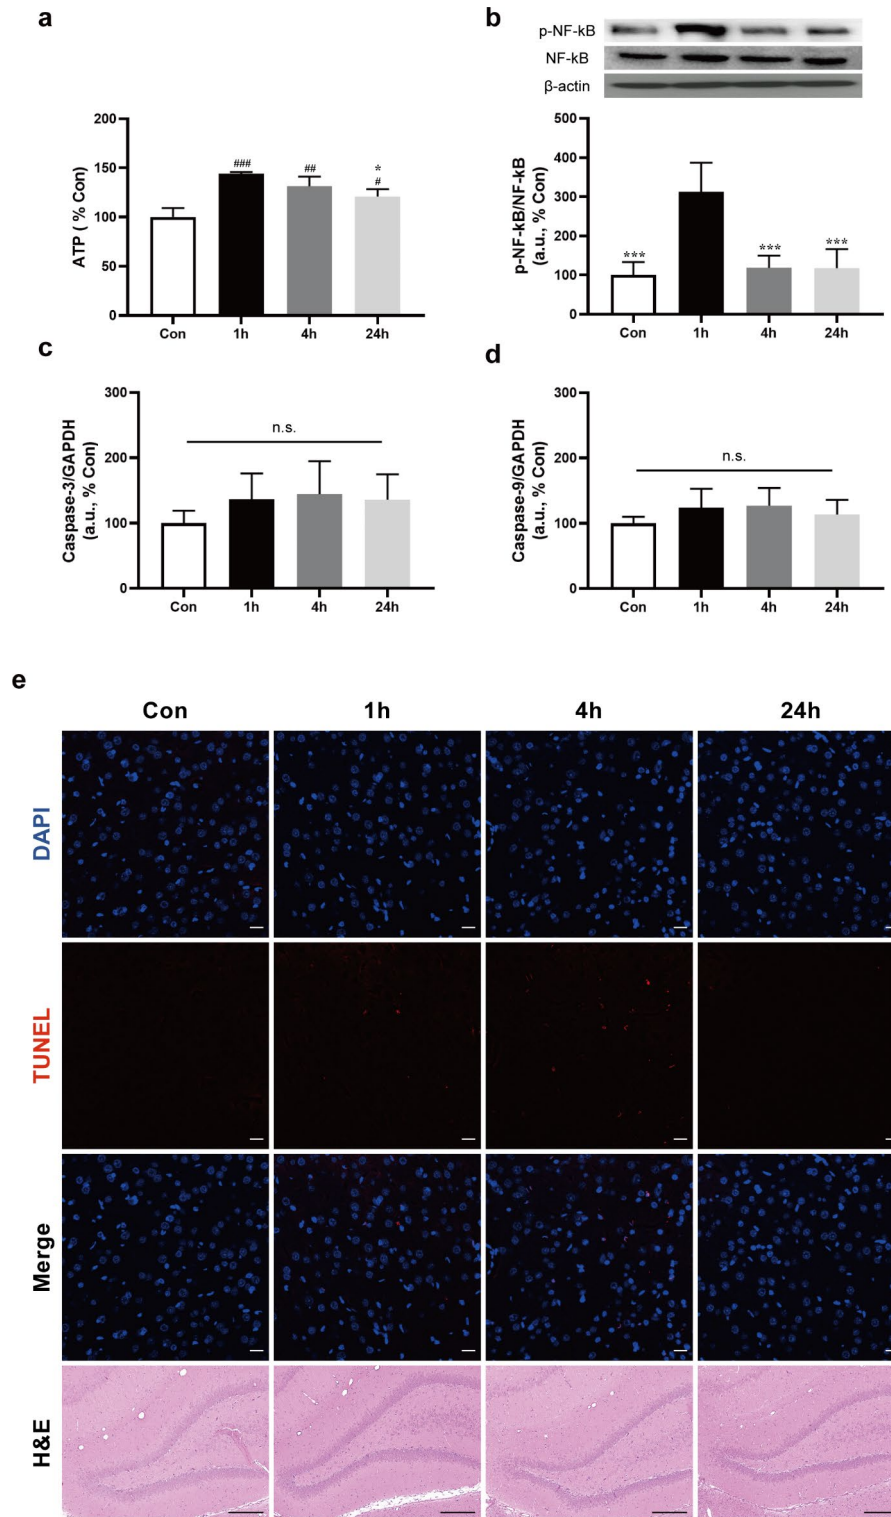 a
ATP ( % Con)
200
150
100
50
0
###
##
*
#
Con 1h 4h 24h
b
p-NF-kB
NF-kB
β-actin
p-NF-kB/NF-kB
(a.u., % Con)
500
400
300
200
100
0
***
***
***
Con 1h 4h 24h
c
Caspase-3/GAPDH
(a.u., % Con)
300
200
100
0
n.s.
Con 1h 4h 24h
d
Caspase-9/GAPDH
(a.u., % Con)
300
200
100
0
n.s.
Con 1h 4h 24h
e
Con 1h 4h 24h
DAPI
TUNEL
Merge
H&E